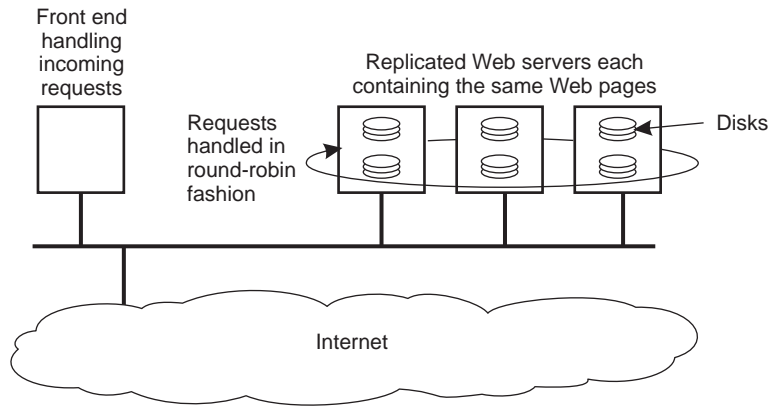 Front end
handling
incoming
requests
Replicated Web servers each
containing the same Web pages
Requests
handled in
round-robin
fashion
Disks
Internet